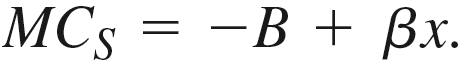 MC_S = −B + βx.